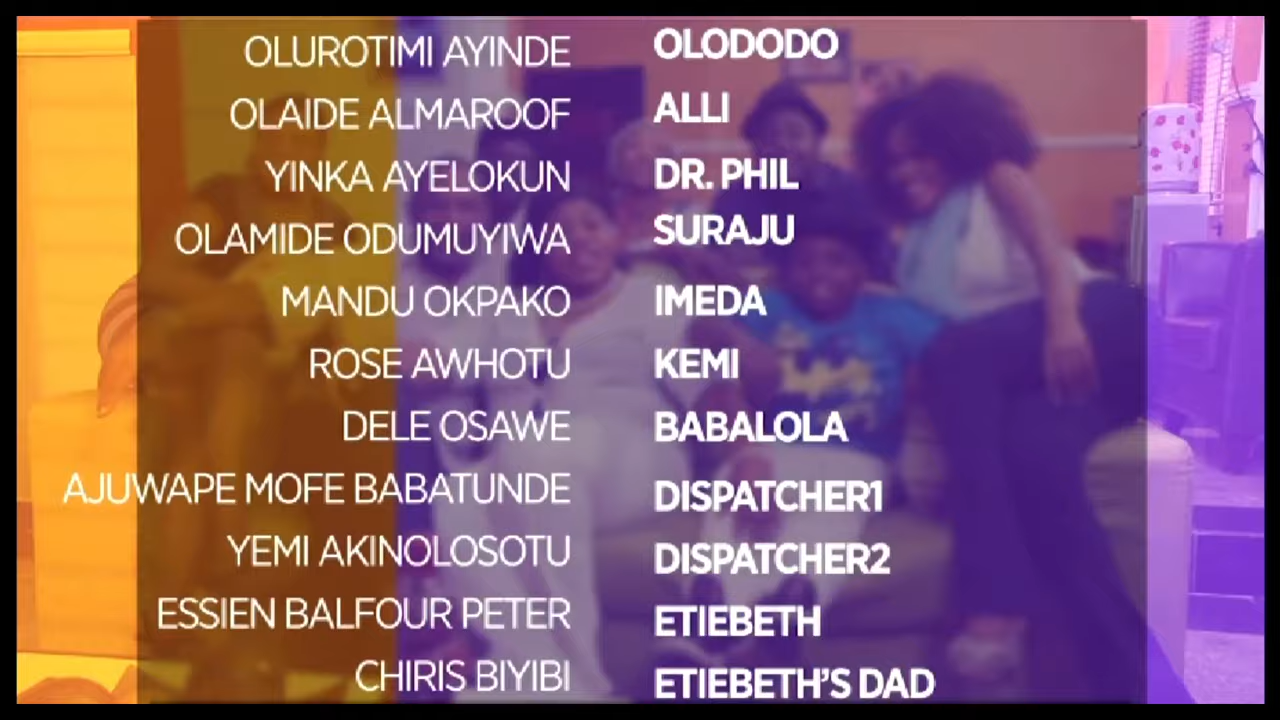 OLUROTIMI AYINDE OLODODO
OLAIDE ALMAROOF ALLI
YINKA AYELOKUN DR. PHIL
OLAMIDE ODUMUYIWA SURAJU
MANDU OKPAKO IMEDA
ROSE AWHOTU KEMI
DELE OSAWE BABALOLA
AJUWAPE MOFE BABATUNDE DISPATCHER1
YEMI AKINOLOSOTU DISPATCHER2
ESSIEN BALFOUR PETER ETIEBETH
CHIRIS BIYIBI ETIEBETH'S DAD